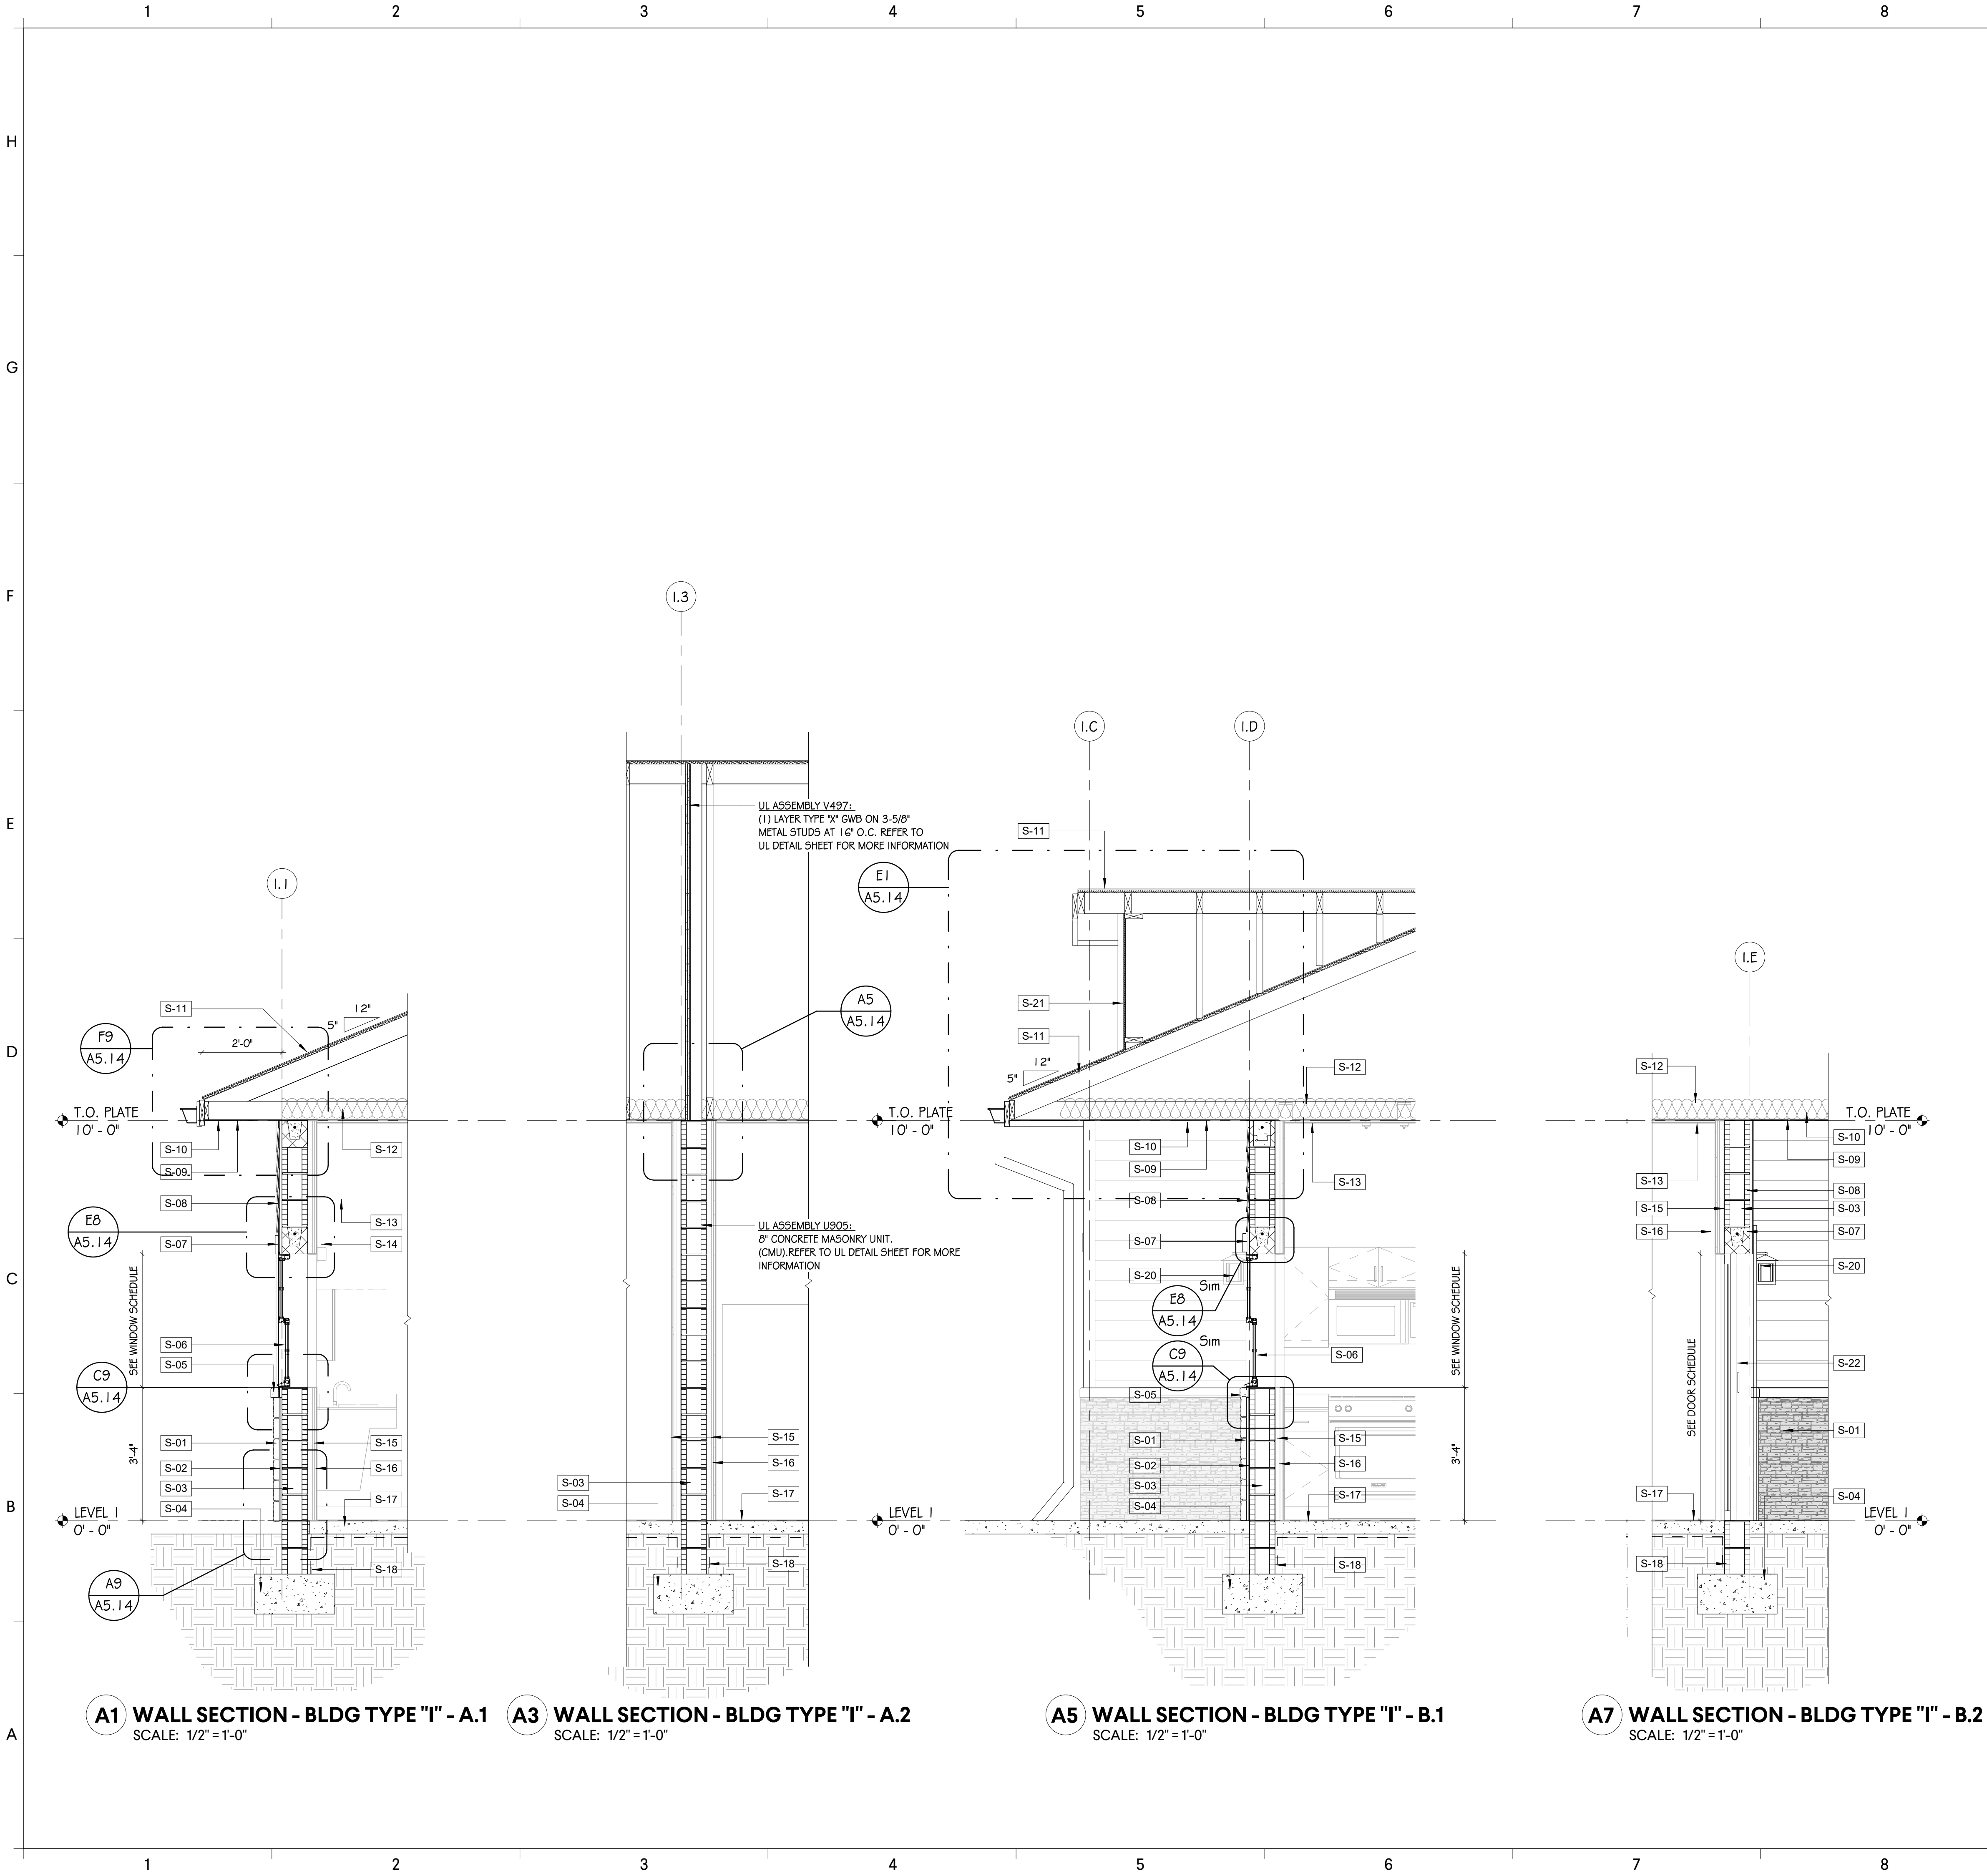 1 2 3 4 5 6 7 8
H
G
F
E
D
C
B
A
1.1
S-11
12"
5"
2'-0"
F9
A5.14
T.O. PLATE
10' - 0"
S-10
S-09
S-12
S-08
S-13
E8
A5.14
S-07
S-14
SEE WINDOW SCHEDULE
S-06
S-05
C9
A5.14
3'-4"
S-01
S-15
S-02
S-16
S-03
S-04
S-17
LEVEL 1
0' - 0"
S-18
A9
A5.14
A1 WALL SECTION - BLDG TYPE "I" - A.1
SCALE: 1/2" = 1'-0"
1.3
UL ASSEMBLY V497:
(1) LAYER TYPE "X" GWB ON 3-5/8"
METAL STUDS AT 16" O.C. REFER TO
UL DETAIL SHEET FOR MORE INFORMATION
A5
A5.14
UL ASSEMBLY U905:
8" CONCRETE MASONRY UNIT.
(CMU).REFER TO UL DETAIL SHEET FOR MORE
INFORMATION
S-15
S-16
S-03
S-04
S-17
S-18
A3 WALL SECTION - BLDG TYPE "I" - A.2
SCALE: 1/2" = 1'-0"
1.C
1.D
S-11
E1
A5.14
S-21
S-11
12"
5"
S-12
T.O. PLATE
10' - 0"
S-10
S-09
S-13
S-08
S-07
S-20
Sim
E8
A5.14
Sim
C9
A5.14
S-06
SEE WINDOW SCHEDULE
S-05
S-01
S-15
S-02
S-16
S-03
S-04
S-17
3'-4"
LEVEL 1
0' - 0"
S-18
A5 WALL SECTION - BLDG TYPE "I" - B.1
SCALE: 1/2" = 1'-0"
1.E
S-12
T.O. PLATE
10' - 0"
S-10
S-09
S-13
S-08
S-15
S-03
S-16
S-07
S-20
SEE DOOR SCHEDULE
S-22
S-01
S-17
S-04
LEVEL 1
0' - 0"
S-18
A7 WALL SECTION - BLDG TYPE "I" - B.2
SCALE: 1/2" = 1'-0"
1 2 3 4 5 6 7 8